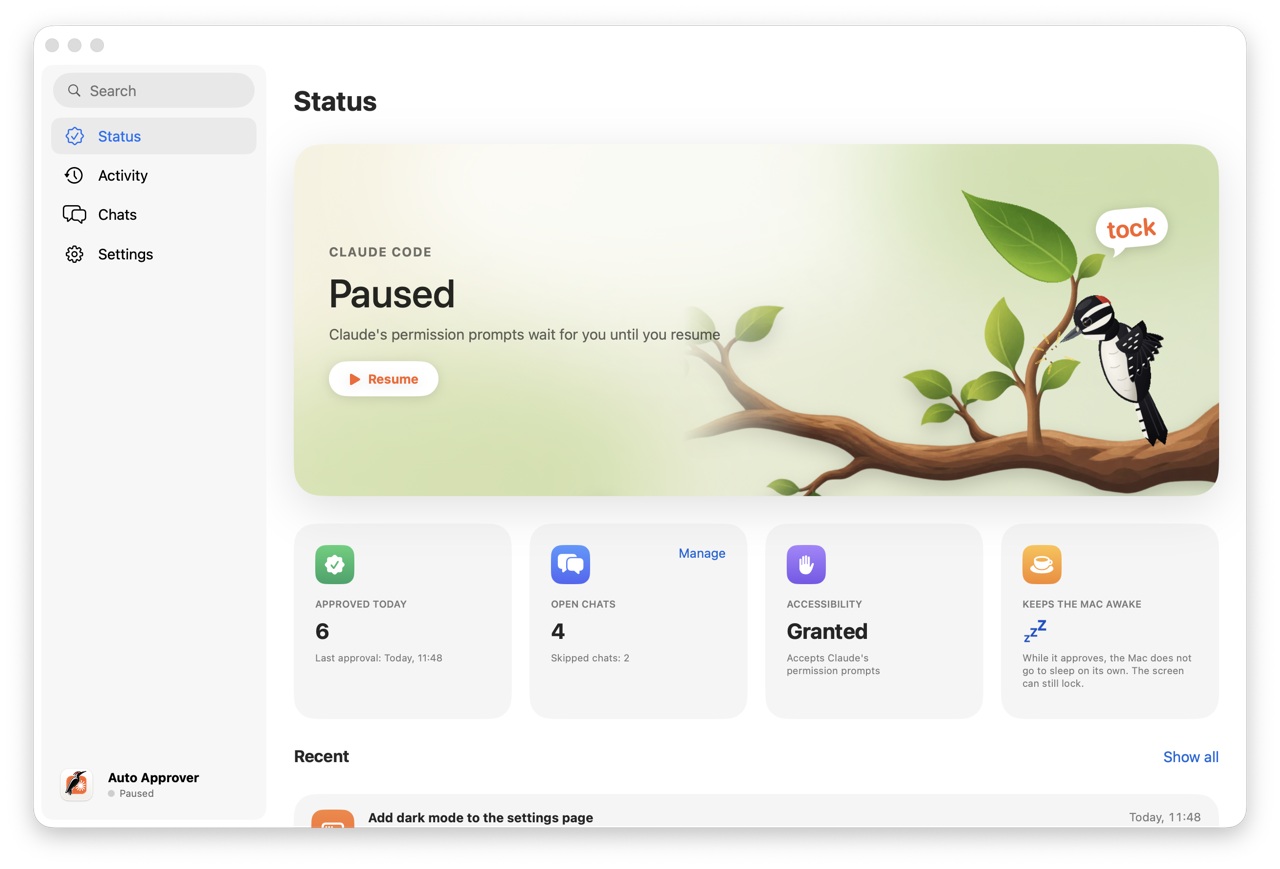 Search
Status
Activity
Chats
Settings
Auto Approver
Paused
Status
CLAUDE CODE
Paused
Claude's permission prompts wait for you until you resume
Resume
tock
APPROVED TODAY
6
Last approval: Today, 11:48
Manage
OPEN CHATS
4
Skipped chats: 2
ACCESSIBILITY
Granted
Accepts Claude's
permission prompts
KEEPS THE MAC AWAKE
zzZ
While it approves, the Mac does not
go to sleep on its own. The screen
can still lock.
Recent
Show all
Add dark mode to the settings page
Today, 11:48